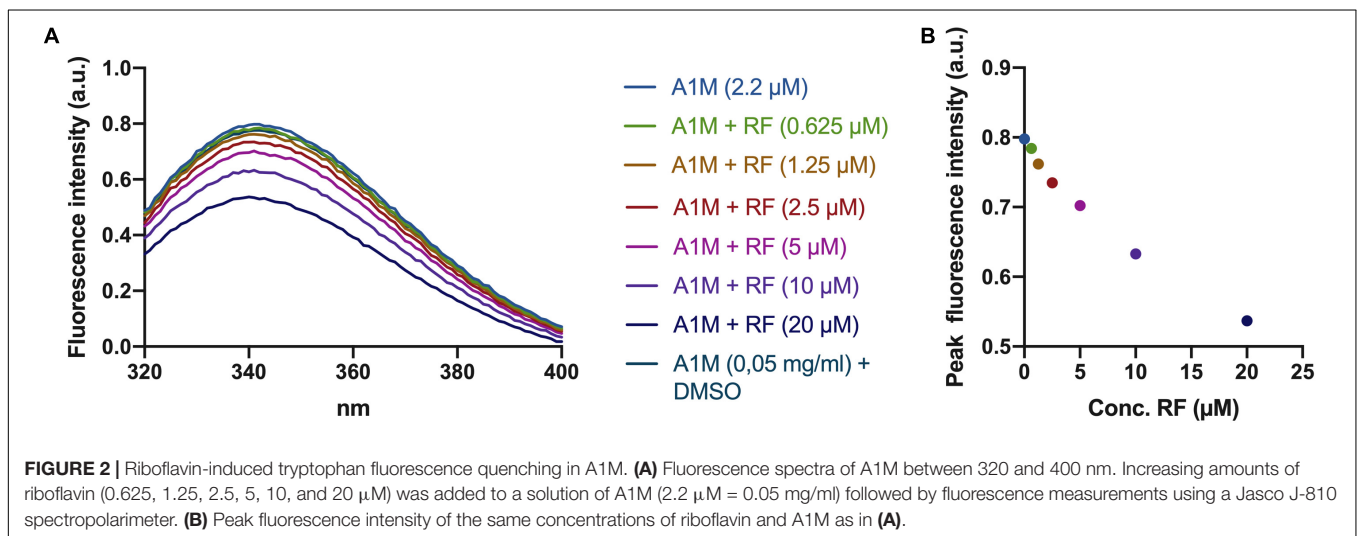 A
Fluorescence intensity (a.u.)
1.0
0.8
0.6
0.4
0.2
0.0
320
340
360
380
400
nm
A1M (2.2 µM)
A1M + RF (0.625 µM)
A1M + RF (1.25 µM)
A1M + RF (2.5 µM)
A1M + RF (5 µM)
A1M + RF (10 µM)
A1M + RF (20 µM)
A1M (0,05 mg/ml) +
DMSO
B
Peak fluorescence intensity (a.u.)
0.9
0.8
0.7
0.6
0.5
0
5
10
15
20
25
Conc. RF (µM)
FIGURE 2 | Riboflavin-induced tryptophan fluorescence quenching in A1M. (A) Fluorescence spectra of A1M between 320 and 400 nm. Increasing amounts of
riboflavin (0.625, 1.25, 2.5, 5, 10, and 20 µM) was added to a solution of A1M (2.2 µM = 0.05 mg/ml) followed by fluorescence measurements using a Jasco J-810
spectropolarimeter. (B) Peak fluorescence intensity of the same concentrations of riboflavin and A1M as in (A).